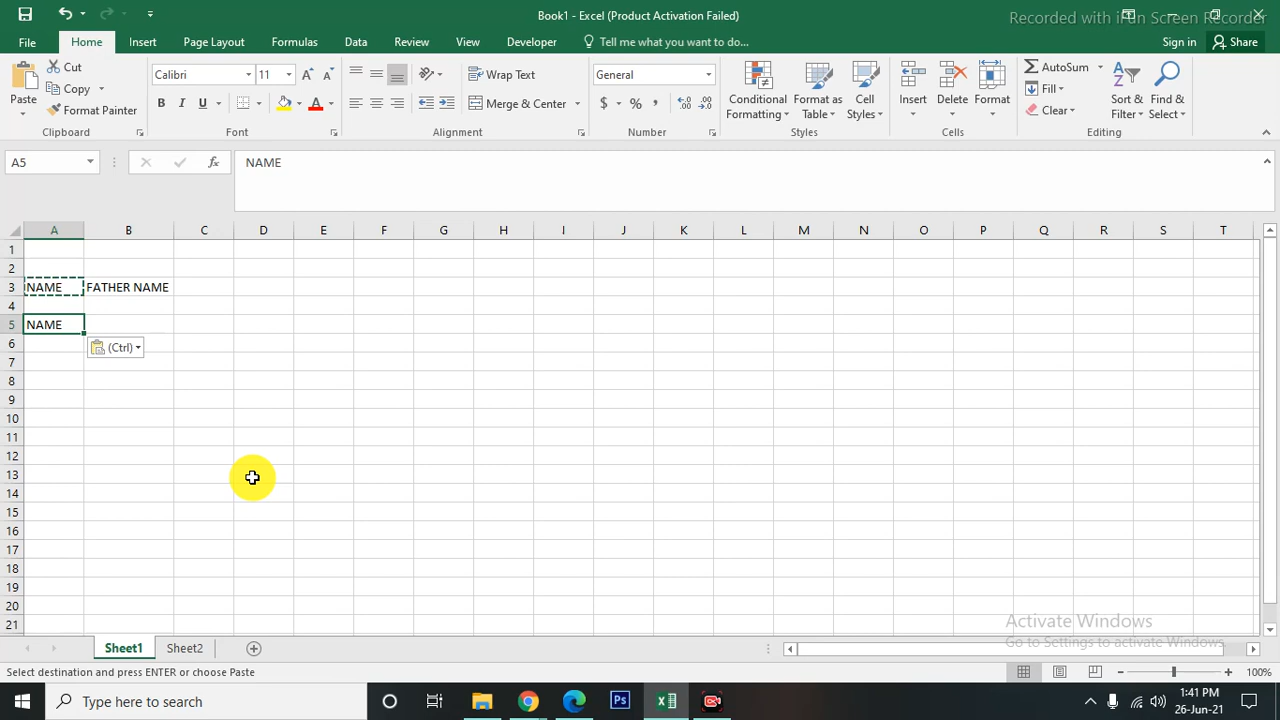 Book1 - Excel (Product Activation Failed)
Recorded with iFun Screen Recorder
File Home Insert Page Layout Formulas Data Review View Developer Tell me what you want to do... Sign in Share
Paste
Cut
Copy
Format Painter
Clipboard
Calibri 11
B I U
Font
Wrap Text
Merge & Center
Alignment
General
$ % ,
Number
Conditional Formatting
Format as Table
Cell Styles
Styles
Insert
Delete
Format
Cells
AutoSum
Fill
Clear
Sort & Filter
Find & Select
Editing
A5 fx NAME
A B C D E F G H I J K L M N O P Q R S T
1
2
3 NAME FATHER NAME
4
5 NAME
6 (Ctrl)
7
8
9
10
11
12
13
14
15
16
17
18
19
20
21
Activate Windows
Go to Settings to activate Windows.
Sheet1 Sheet2
Select destination and press ENTER or choose Paste 100%
Type here to search
Ps
1:41 PM
26-Jun-21